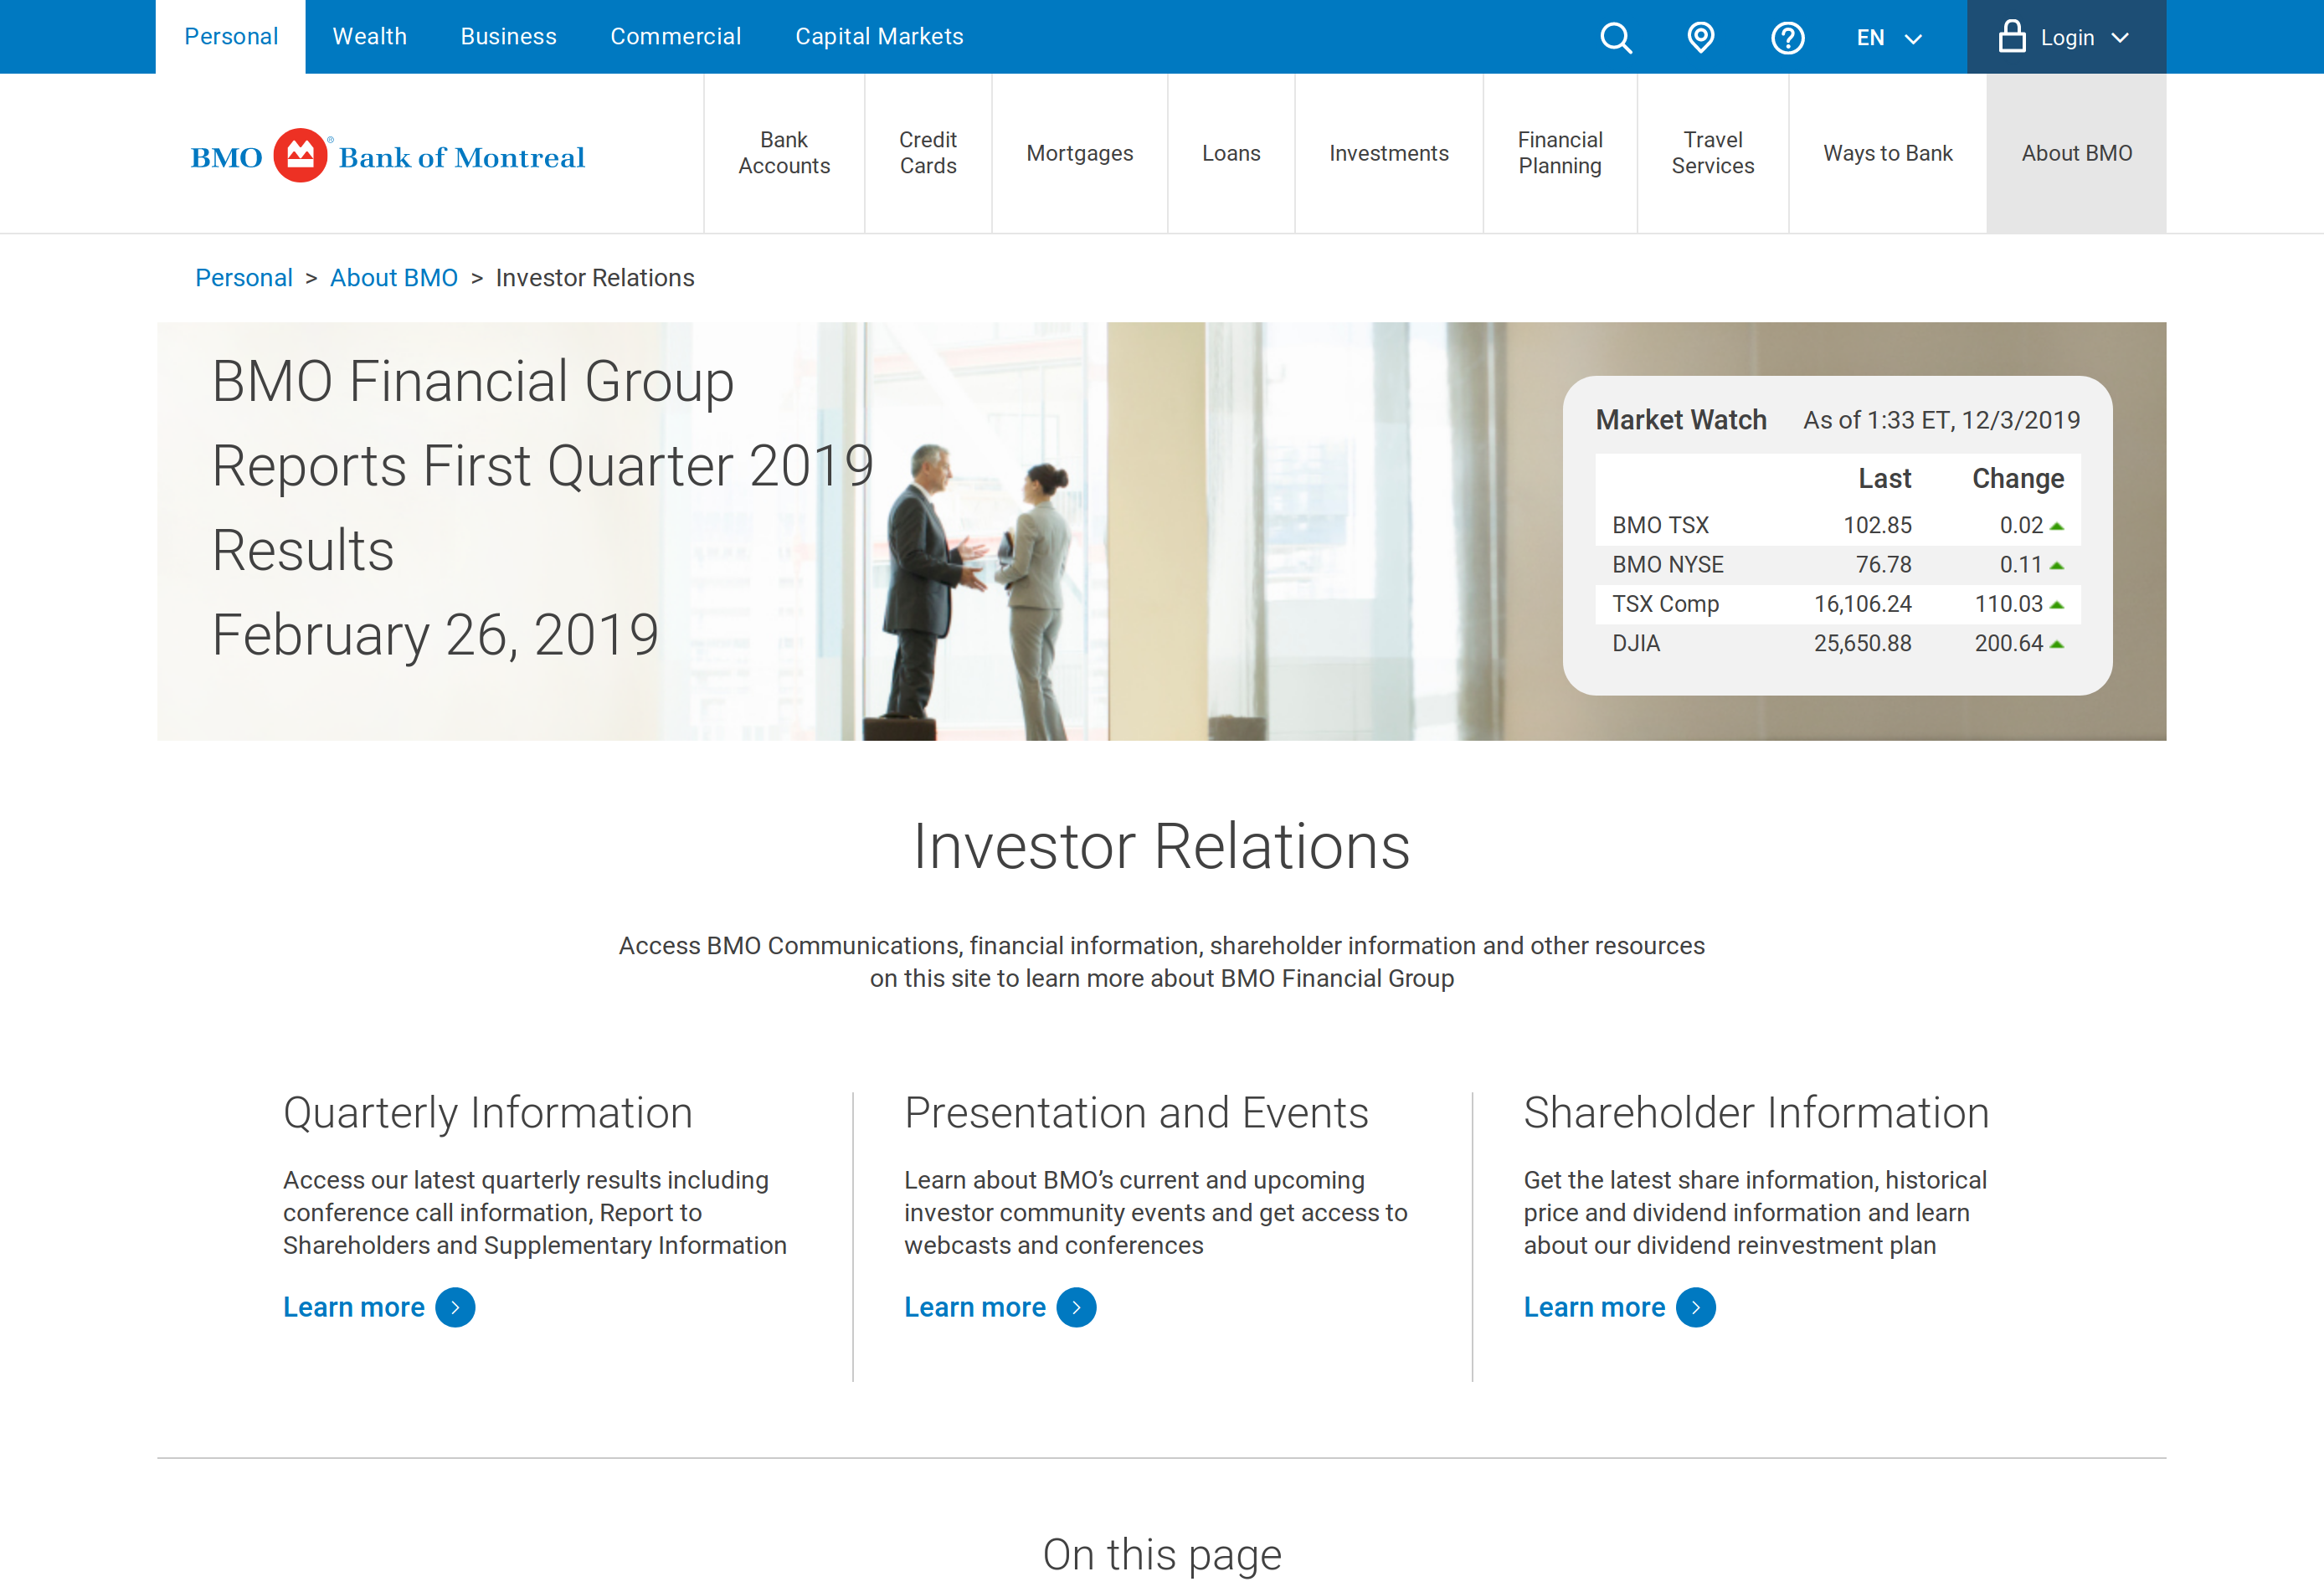 Personal Wealth Business Commercial Capital Markets EN Login
BMO ® Bank of Montreal
Bank Accounts
Credit Cards
Mortgages
Loans
Investments
Financial Planning
Travel Services
Ways to Bank
About BMO
Personal > About BMO > Investor Relations
BMO Financial Group
Reports First Quarter 2019
Results
February 26, 2019
Market Watch As of 1:33 ET, 12/3/2019
Last Change
BMO TSX 102.85 0.02
BMO NYSE 76.78 0.11
TSX Comp 16,106.24 110.03
DJIA 25,650.88 200.64
Investor Relations
Access BMO Communications, financial information, shareholder information and other resources
on this site to learn more about BMO Financial Group
Quarterly Information
Access our latest quarterly results including
conference call information, Report to
Shareholders and Supplementary Information
Learn more
Presentation and Events
Learn about BMO’s current and upcoming
investor community events and get access to
webcasts and conferences
Learn more
Shareholder Information
Get the latest share information, historical
price and dividend information and learn
about our dividend reinvestment plan
Learn more
On this page